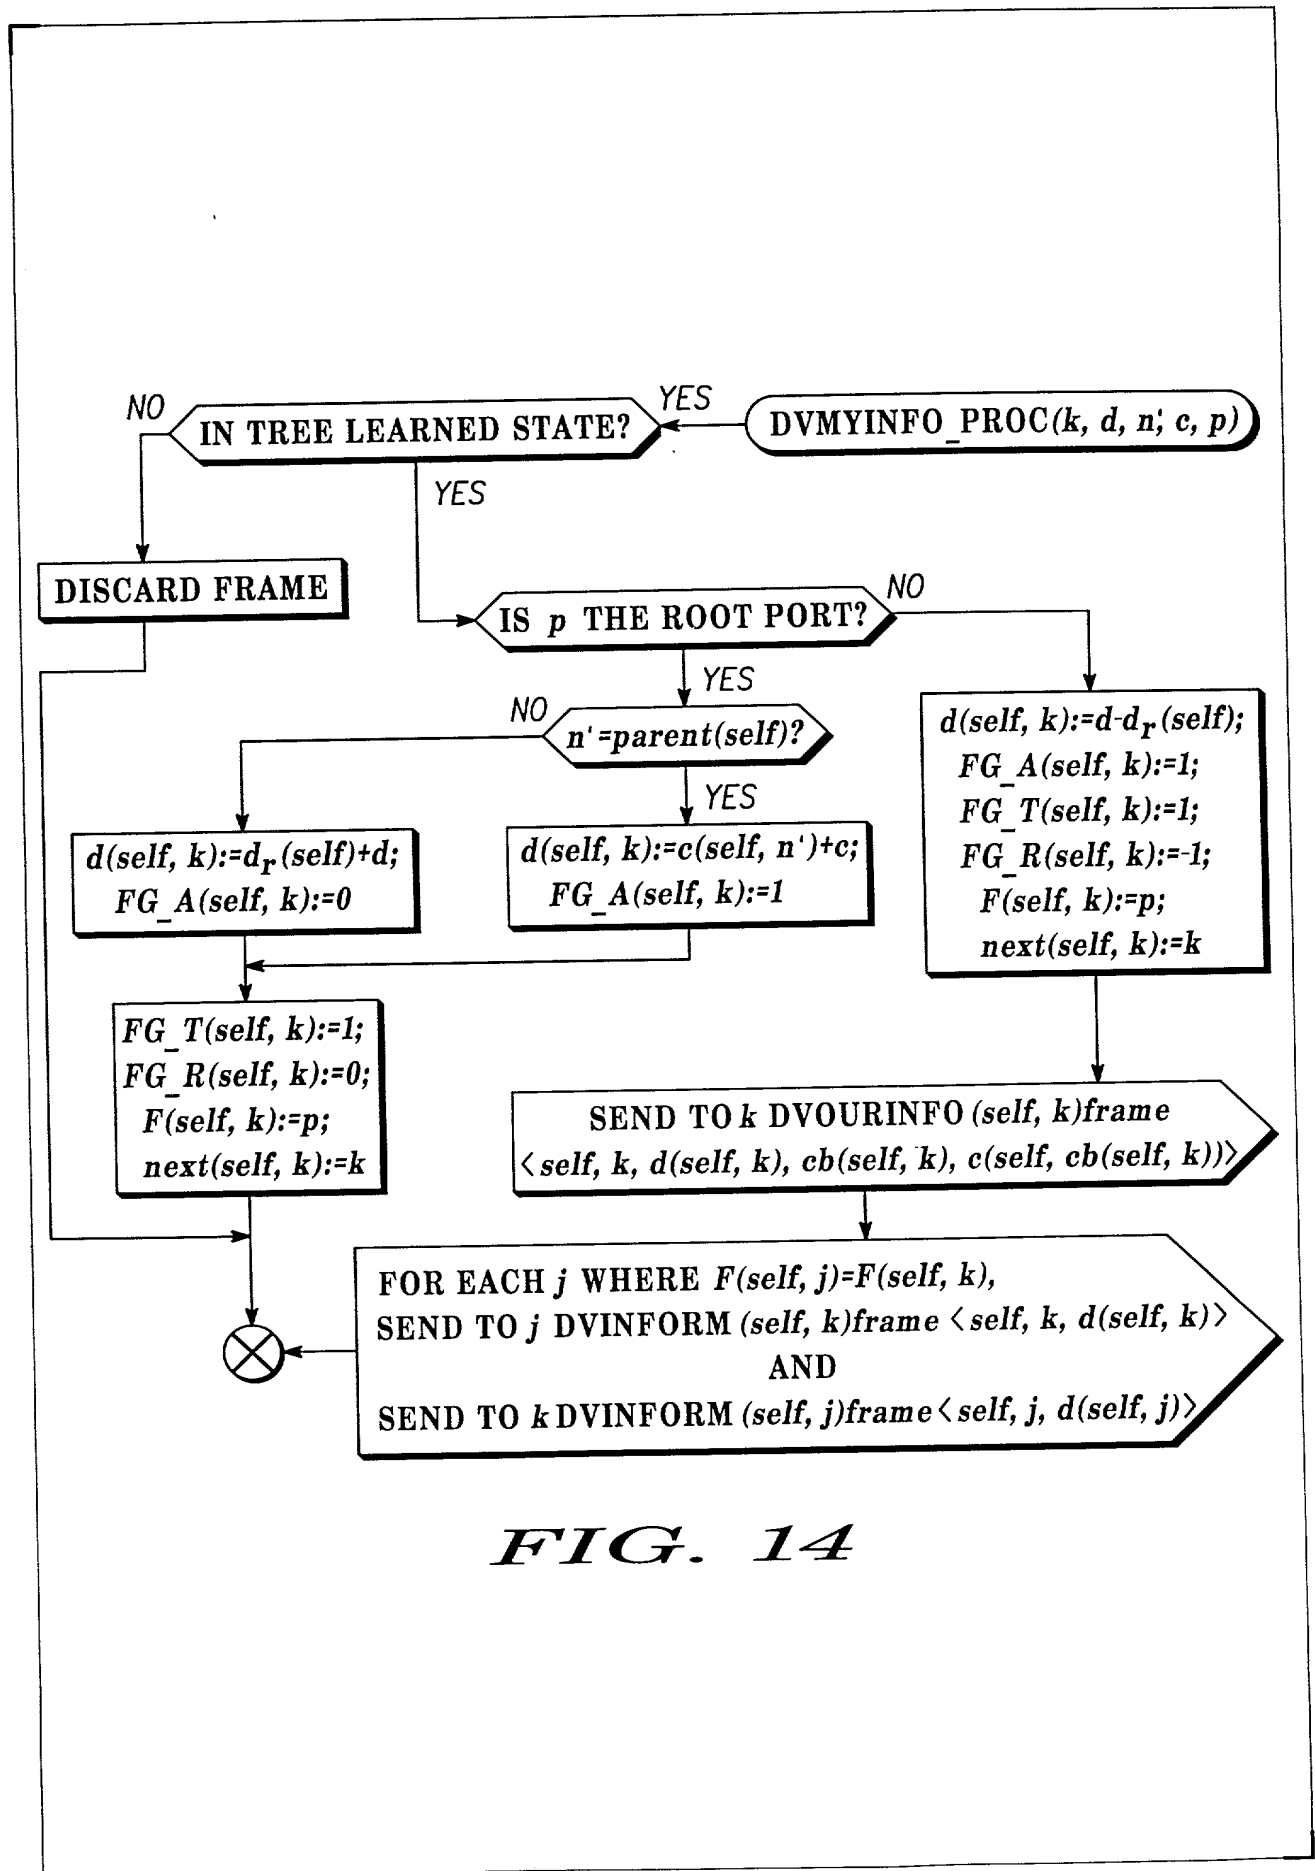 DVMYINFO_PROC(k, d, n', c, p)
YES
IN TREE LEARNED STATE?
NO
YES
DISCARD FRAME
IS p THE ROOT PORT?
NO
YES
n'=parent(self)?
NO
YES
d(self, k):=d-dr(self);
FG_A(self, k):=1;
FG_T(self, k):=1;
FG_R(self, k):=-1;
F(self, k):=p;
next(self, k):=k
d(self, k):=dr(self)+d;
FG_A(self, k):=0
d(self, k):=c(self, n')+c;
FG_A(self, k):=1
FG_T(self, k):=1;
FG_R(self, k):=0;
F(self, k):=p;
next(self, k):=k
SEND TO k DVOURINFO (self, k)frame
<self, k, d(self, k), cb(self, k), c(self, cb(self, k))>
FOR EACH j WHERE F(self, j)=F(self, k),
SEND TO j DVINFORM (self, k)frame <self, k, d(self, k)>
AND
SEND TO k DVINFORM (self, j)frame<self, j, d(self, j)>
FIG. 14